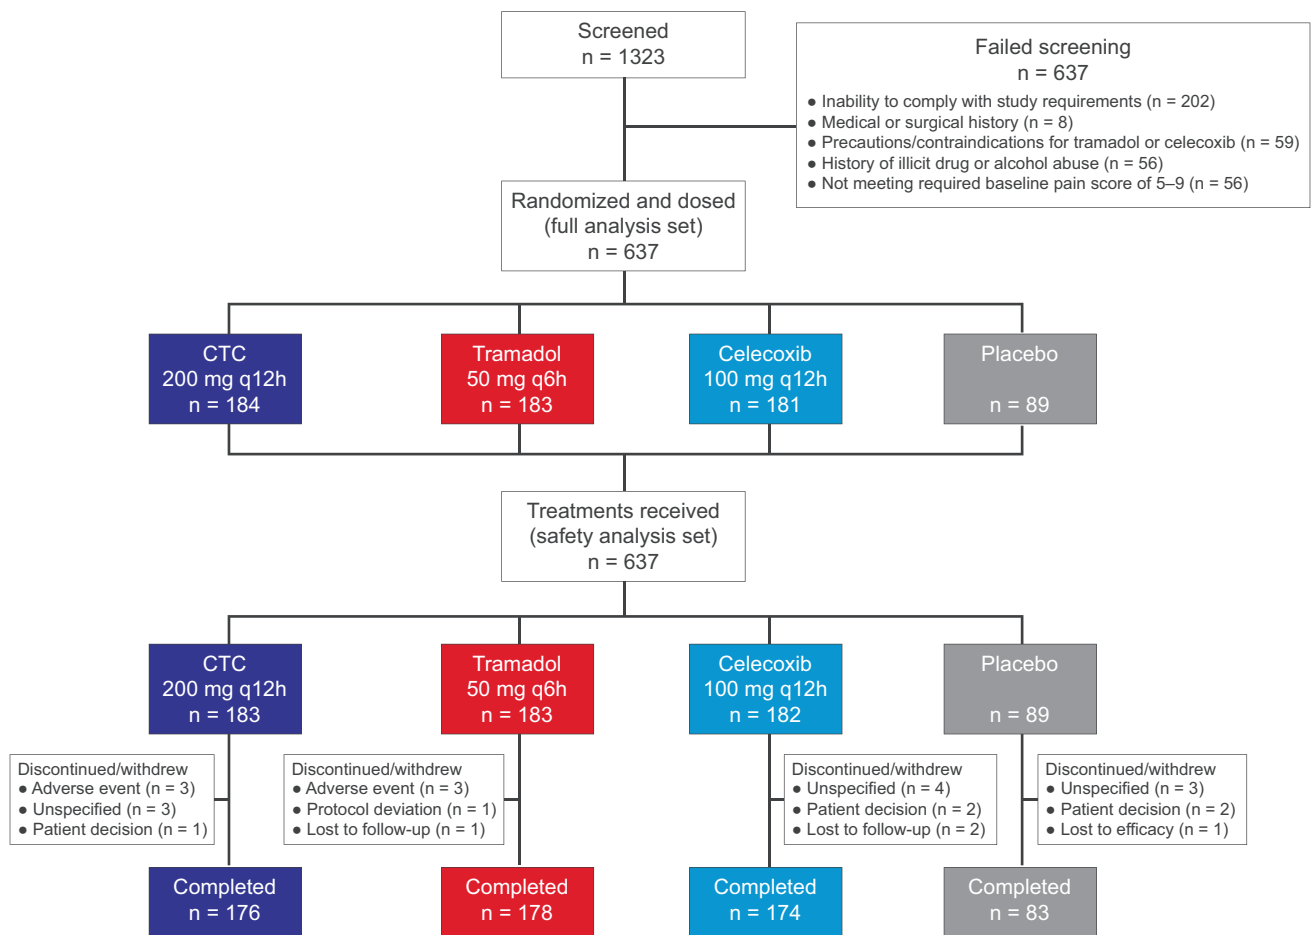 Screened
n = 1323
Failed screening
n = 637
● Inability to comply with study requirements (n = 202)
● Medical or surgical history (n = 8)
● Precautions/contraindications for tramadol or celecoxib (n = 59)
● History of illicit drug or alcohol abuse (n = 56)
● Not meeting required baseline pain score of 5–9 (n = 56)
Randomized and dosed
(full analysis set)
n = 637
CTC
200 mg q12h
n = 184
Tramadol
50 mg q6h
n = 183
Celecoxib
100 mg q12h
n = 181
Placebo
n = 89
Treatments received
(safety analysis set)
n = 637
CTC
200 mg q12h
n = 183
Tramadol
50 mg q6h
n = 183
Celecoxib
100 mg q12h
n = 182
Placebo
n = 89
Discontinued/withdrew
● Adverse event (n = 3)
● Unspecified (n = 3)
● Patient decision (n = 1)
Discontinued/withdrew
● Adverse event (n = 3)
● Protocol deviation (n = 1)
● Lost to follow-up (n = 1)
Discontinued/withdrew
● Unspecified (n = 4)
● Patient decision (n = 2)
● Lost to follow-up (n = 2)
Discontinued/withdrew
● Unspecified (n = 3)
● Patient decision (n = 2)
● Lost to efficacy (n = 1)
Completed
n = 176
Completed
n = 178
Completed
n = 174
Completed
n = 83